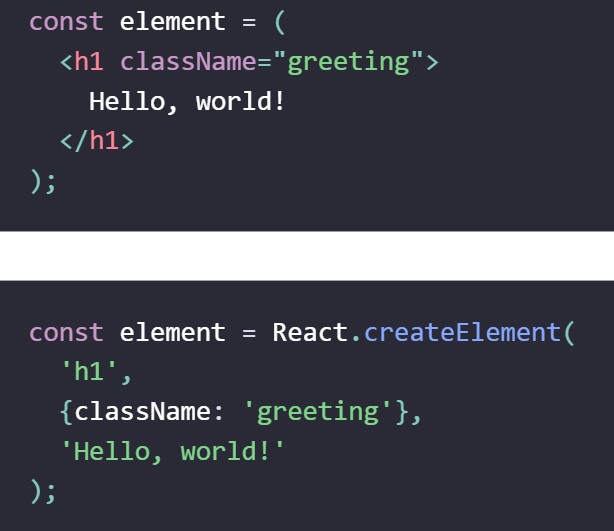 const element = (
  <h1 className="greeting">
    Hello, world!
  </h1>
);
const element = React.createElement(
  'h1',
  {className: 'greeting'},
  'Hello, world!'
);